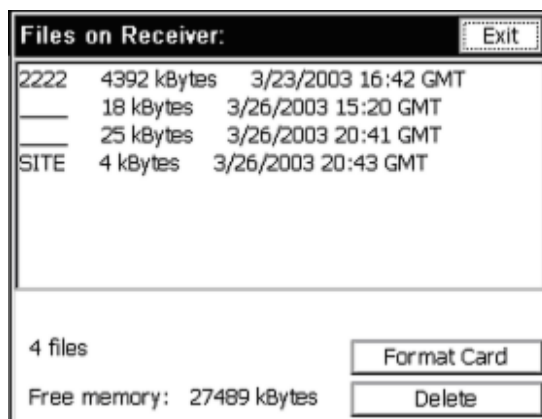 Files on Receiver: Exit
2222 4392 kBytes 3/23/2003 16:42 GMT
____ 18 kBytes 3/26/2003 15:20 GMT
____ 25 kBytes 3/26/2003 20:41 GMT
SITE 4 kBytes 3/26/2003 20:43 GMT
4 files
Format Card
Free memory: 27489 kBytes
Delete